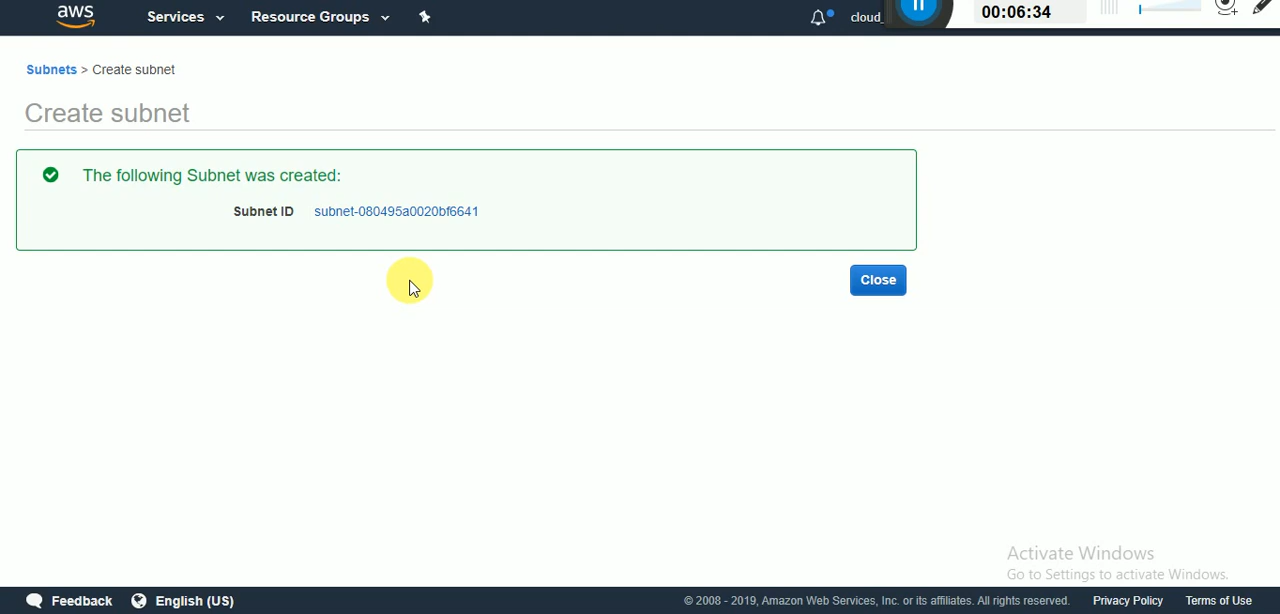 aws Services Resource Groups cloud_ 00:06:34
Subnets > Create subnet
Create subnet
The following Subnet was created:
Subnet ID subnet-080495a0020bf6641
Close
Activate Windows
Go to Settings to activate Windows.
Feedback English (US) © 2008 - 2019, Amazon Web Services, Inc. or its affiliates. All rights reserved. Privacy Policy Terms of Use